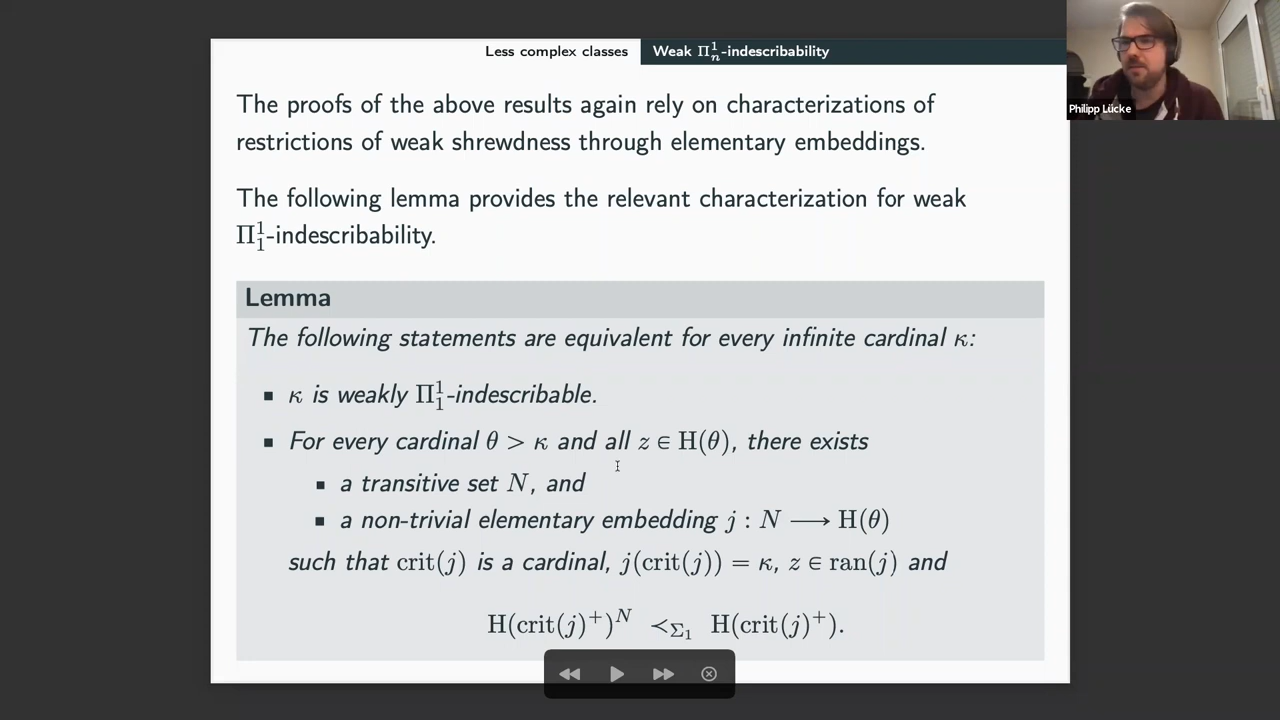 Less complex classes Weak Π¹ₙ-indescribability
Philipp Lücke
The proofs of the above results again rely on characterizations of
restrictions of weak shrewdness through elementary embeddings.
The following lemma provides the relevant characterization for weak
Π¹₁-indescribability.
Lemma
The following statements are equivalent for every infinite cardinal κ:
▪ κ is weakly Π¹₁-indescribable.
▪ For every cardinal θ > κ and all z ∈ H(θ), there exists
▪ a transitive set N, and
▪ a non-trivial elementary embedding j : N ⟶ H(θ)
such that crit(j) is a cardinal, j(crit(j)) = κ, z ∈ ran(j) and
H(crit(j)⁺)ᴺ ≺_Σ₁ H(crit(j)⁺).